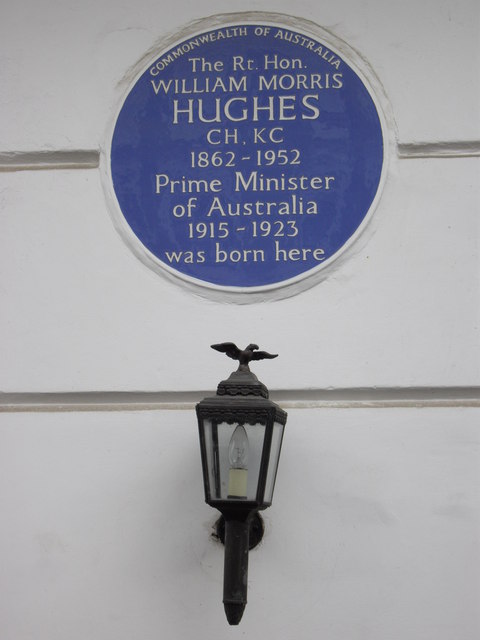 COMMONWEALTH OF AUSTRALIA
The Rt. Hon.
WILLIAM MORRIS
HUGHES
CH, KC
1862 - 1952
Prime Minister
of Australia
1915 - 1923
was born here